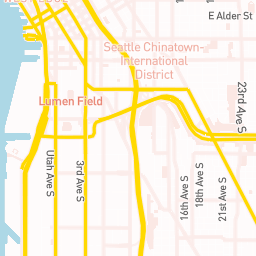 E Alder St
Seattle Chinatown-
International
District
Lumen Field
23rd Ave S
Utah Ave S
3rd Ave S
16th Ave S
18th Ave S
21st Ave S